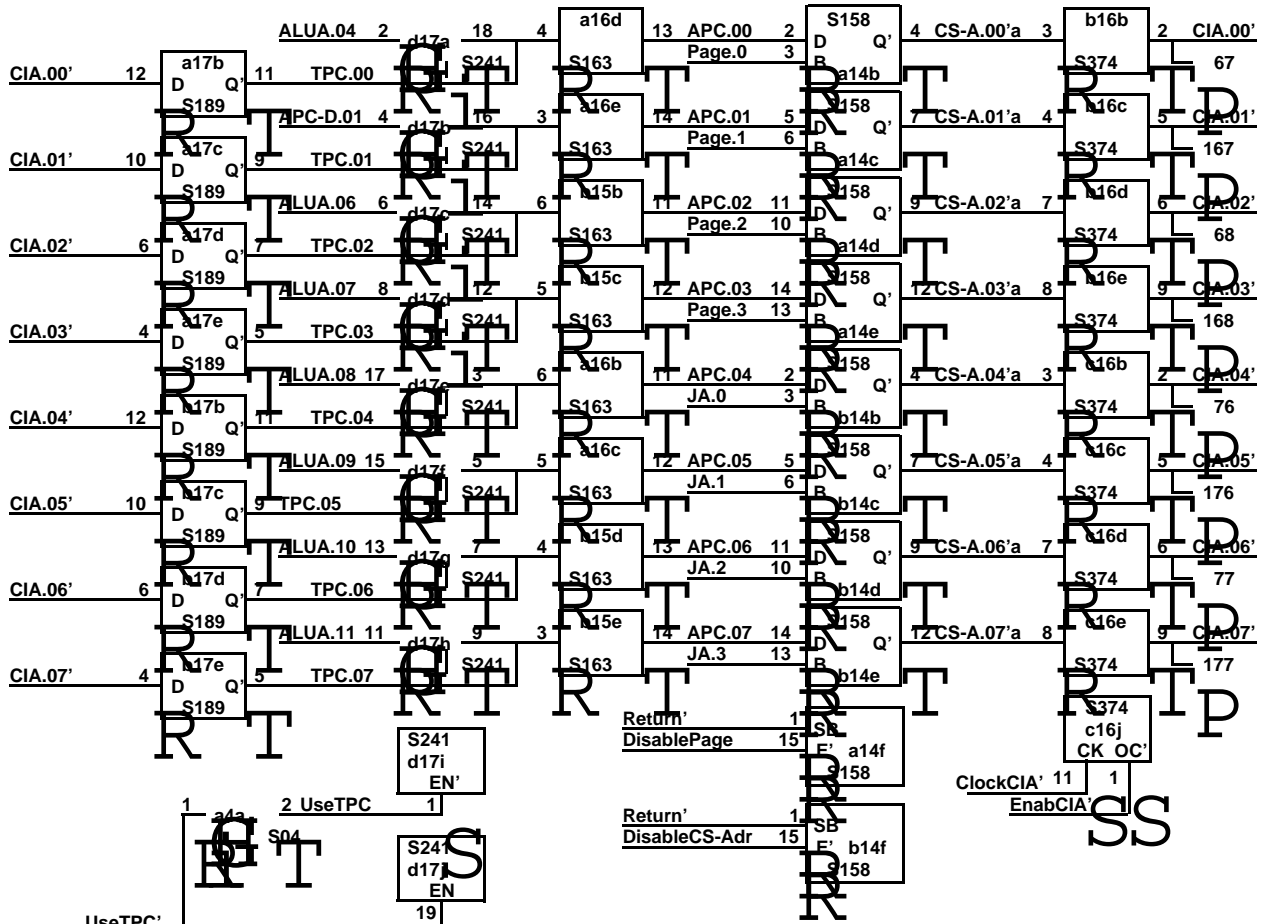 ALUA.04 2 d17a 18 4 a16d 13 APC.00 2 S158 4 CS-A.00'a 3 b16b 2 CIA.00'
Page.0 3 D Q'
CIA.00' 12 a17b 11 TPC.00 S241 S163 B a14b S374 67
D Q'
S189
APC-D.01 4 d17b 16 3 a16e 14 APC.01 5 S158 7 CS-A.01'a 4 b16c 5 CIA.01'
Page.1 6 D Q'
CIA.01' 10 a17c 9 TPC.01 S241 S163 B a14c S374 167
D Q'
S189
ALUA.06 6 d17c 14 6 b15b 11 APC.02 11 S158 9 CS-A.02'a 7 b16d 6 CIA.02'
Page.2 10 D Q'
CIA.02' 6 a17d 7 TPC.02 S241 S163 B a14d S374 68
D Q'
S189
ALUA.07 8 d17d 12 5 b15c 12 APC.03 14 S158 12 CS-A.03'a 8 b16e 9 CIA.03'
Page.3 13 D Q'
CIA.03' 4 a17e 5 TPC.03 S241 S163 B a14e S374 168
D Q'
S189
ALUA.08 17 d17e 3 6 a16b 11 APC.04 2 S158 4 CS-A.04'a 3 c16b 2 CIA.04'
JA.0 3 D Q'
CIA.04' 12 b17b 11 TPC.04 S241 S163 B b14b S374 76
D Q'
S189
ALUA.09 15 d17f 5 5 a16c 12 APC.05 5 S158 7 CS-A.05'a 4 c16c 5 CIA.05'
JA.1 6 D Q'
CIA.05' 10 b17c 9 TPC.05 S241 S163 B b14c S374 176
D Q'
S189
ALUA.10 13 d17g 7 4 b15d 13 APC.06 11 S158 9 CS-A.06'a 7 c16d 6 CIA.06'
JA.2 10 D Q'
CIA.06' 6 b17d 7 TPC.06 S241 S163 B b14d S374 77
D Q'
S189
ALUA.11 11 d17h 9 3 b15e 14 APC.07 14 S158 12 CS-A.07'a 8 c16e 9 CIA.07'
JA.3 13 D Q'
CIA.07' 4 b17e 5 TPC.07 S241 S163 B b14e S374 177
D Q'
S189
Return' 1 SB
DisablePage 15 E' a14f
S158
S374
c16j
CK OC'
ClockCIA' 11 1
EnabCIA'
SS
S241
d17i
EN'
1 a4a 2 UseTPC 1
S04
Return' 1 SB
DisableCS-Adr 15 E' b14f
S158
S241
d17j
EN
S
19
UseTPC'